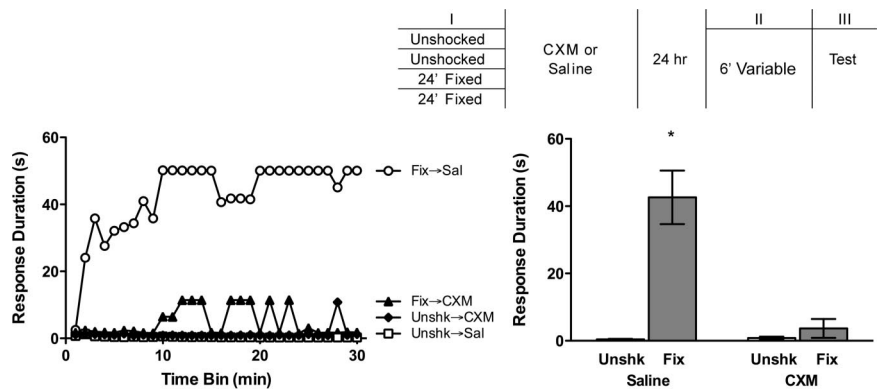 I II III
Unshocked
Unshocked
24' Fixed
24' Fixed
CXM or
Saline
24 hr
6' Variable
Test
Response Duration (s)
60
40
20
0
0 10 20 30
Time Bin (min)
Fix→Sal
Fix→CXM
Unshk→CXM
Unshk→Sal
Response Duration (s)
60
40
20
0
*
Unshk Fix Unshk Fix
Saline CXM